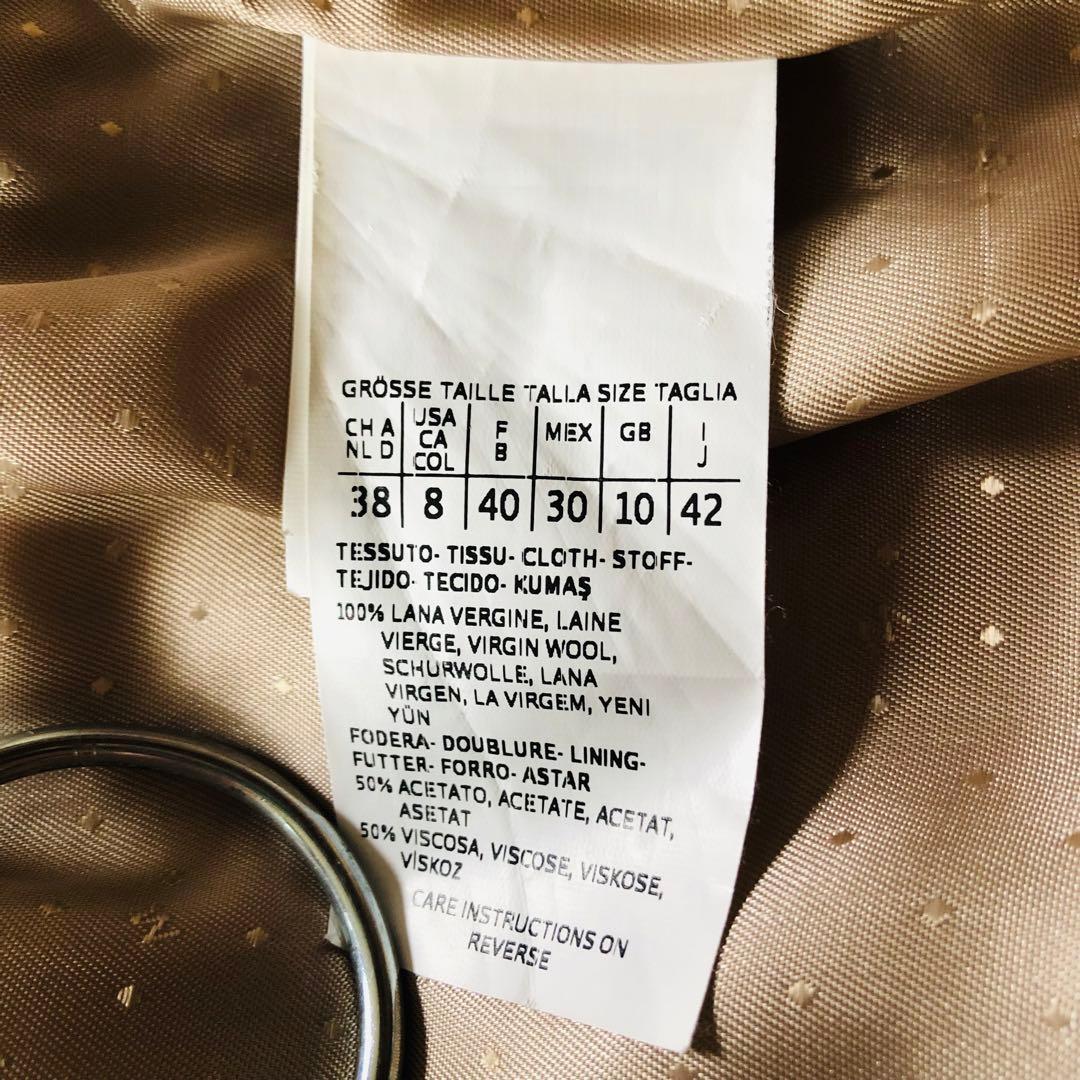 GRÖSSE TAILLE TALLA SIZE TAGLIA
CH A NL D USA CA COL F B MEX GB I J
38 8 40 30 10 42
TESSUTO- TISSU- CLOTH- STOFF-
TEJIDO- TECIDO- KUMAŞ
100% LANA VERGINE, LAINE
VIERGE, VIRGIN WOOL,
SCHURWOLLE, LANA
VIRGEN, LA VIRGEM, YENI
YÜN
FODERA- DOUBLURE- LINING-
FUTTER- FORRO- ASTAR
50% ACETATO, ACETATE, ACETAT,
ASETAT
50% VISCOSA, VISCOSE, VISKOSE,
VİSKOZ
CARE INSTRUCTIONS ON
REVERSE